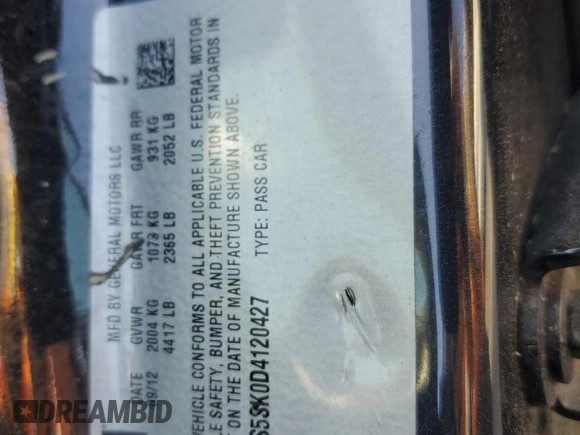 MFD BY GENERAL MOTORS LLC
DATE GVWR GAWR FRT GAWR RR
9/12 2004 KG 1073 KG 931 KG
4417 LB 2365 LB 2052 LB
VEHICLE CONFORMS TO ALL APPLICABLE U.S. FEDERAL MOTOR
LE SAFETY, BUMPER, AND THEFT PREVENTION STANDARDS IN
T ON THE DATE OF MANUFACTURE SHOWN ABOVE.
S5SK0D4120427 TYPE: PASS CAR
DREAMBID